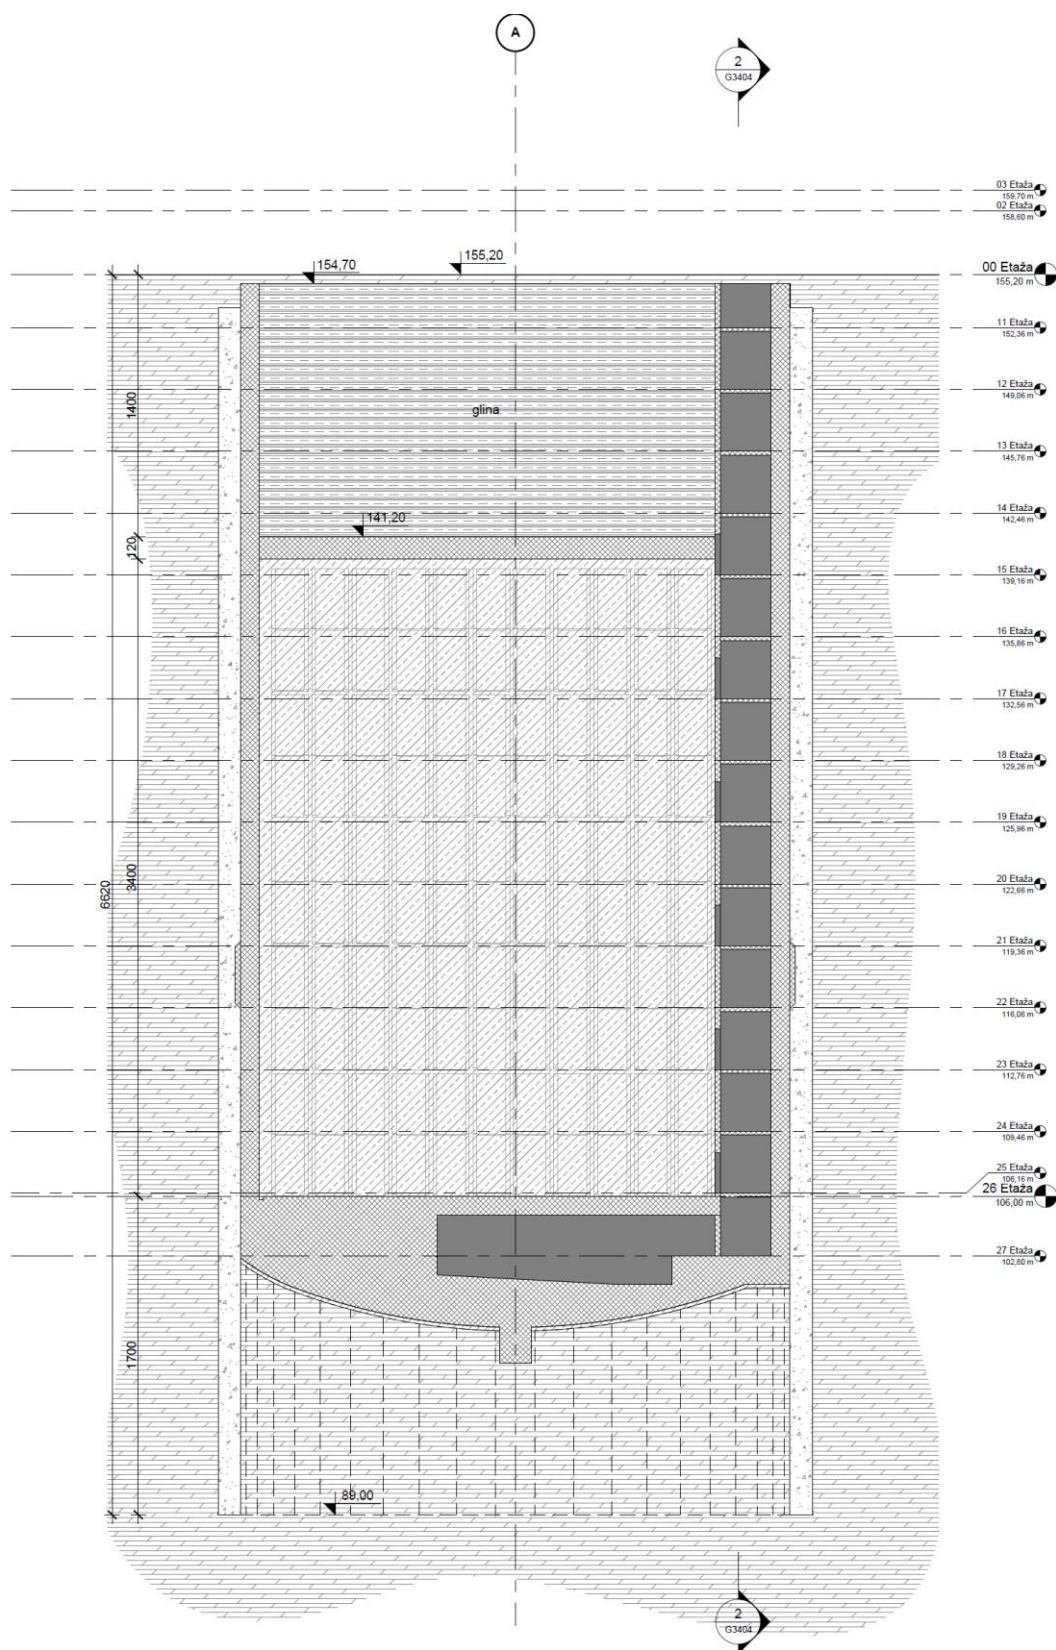 A
2
G3404
03 Etaža
159,70 m
02 Etaža
158,60 m
154,70
155,20
00 Etaža
155,20 m
11 Etaža
152,36 m
12 Etaža
149,06 m
1400
glina
13 Etaža
145,76 m
14 Etaža
142,46 m
141,20
120
15 Etaža
139,16 m
16 Etaža
135,86 m
17 Etaža
132,56 m
18 Etaža
129,26 m
19 Etaža
125,96 m
6620
3400
20 Etaža
122,66 m
21 Etaža
119,36 m
22 Etaža
116,06 m
23 Etaža
112,76 m
24 Etaža
109,46 m
25 Etaža
106,16 m
26 Etaža
106,00 m
27 Etaža
102,80 m
1700
89,00
2
G3404